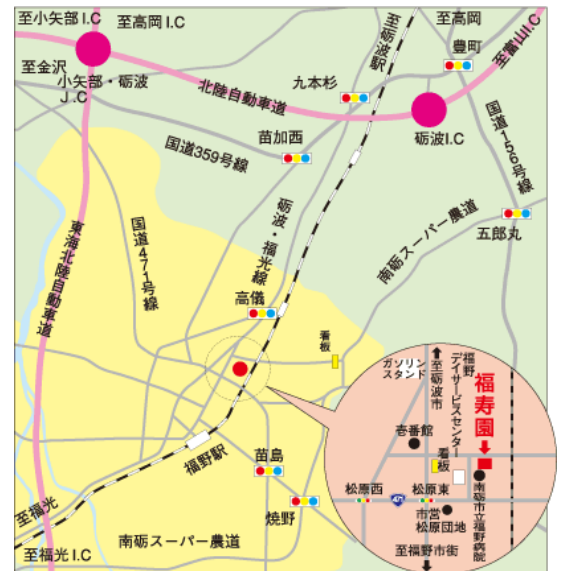 至小矢部I.C
至高岡I.C
至砺波駅
至高岡
豊町
至富山I.C
至金沢
小矢部・砺波
J.C
北陸自動車道
九本杉
砺波I.C
国道156号線
苗加西
国道359号線
砺波・福光線
国道471号線
東海北陸自動車道
南砺スーパー農道
五郎丸
高儀
看板
福野駅
苗島
焼野
至福光
至福光I.C
南砺スーパー農道
ガソリン
スタンド
至砺波市
福野
デイサービスセンター
福寿園
壱番館
看板
松原西
471
松原東
市営
松原団地
南砺市立福野病院
至福野市街